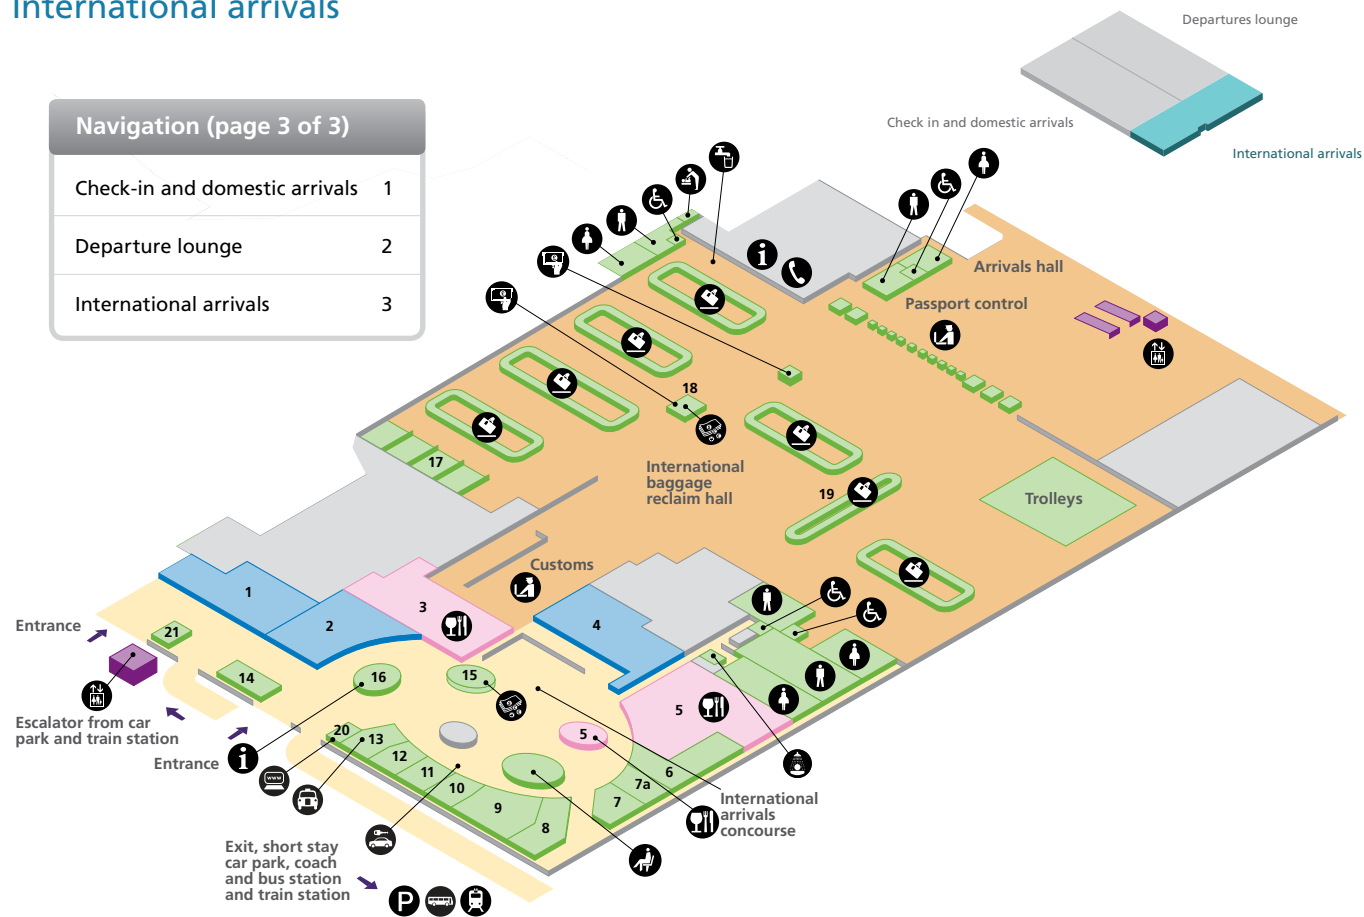 International arrivals
Departures lounge
Check in and domestic arrivals
International arrivals
Navigation (page 3 of 3)
Check-in and domestic arrivals 1
Departure lounge 2
International arrivals 3
Arrivals hall
Passport control
18
International
baggage
reclaim hall
17
19
Trolleys
Customs
1
2
3
4
Entrance
21
14
16
15
5
5
Escalator from car
park and train station
Entrance
20
13
12
11
10
9
8
6
7a
7
www
International
arrivals
concourse
Exit, short stay
car park, coach
and bus station
and train station
P